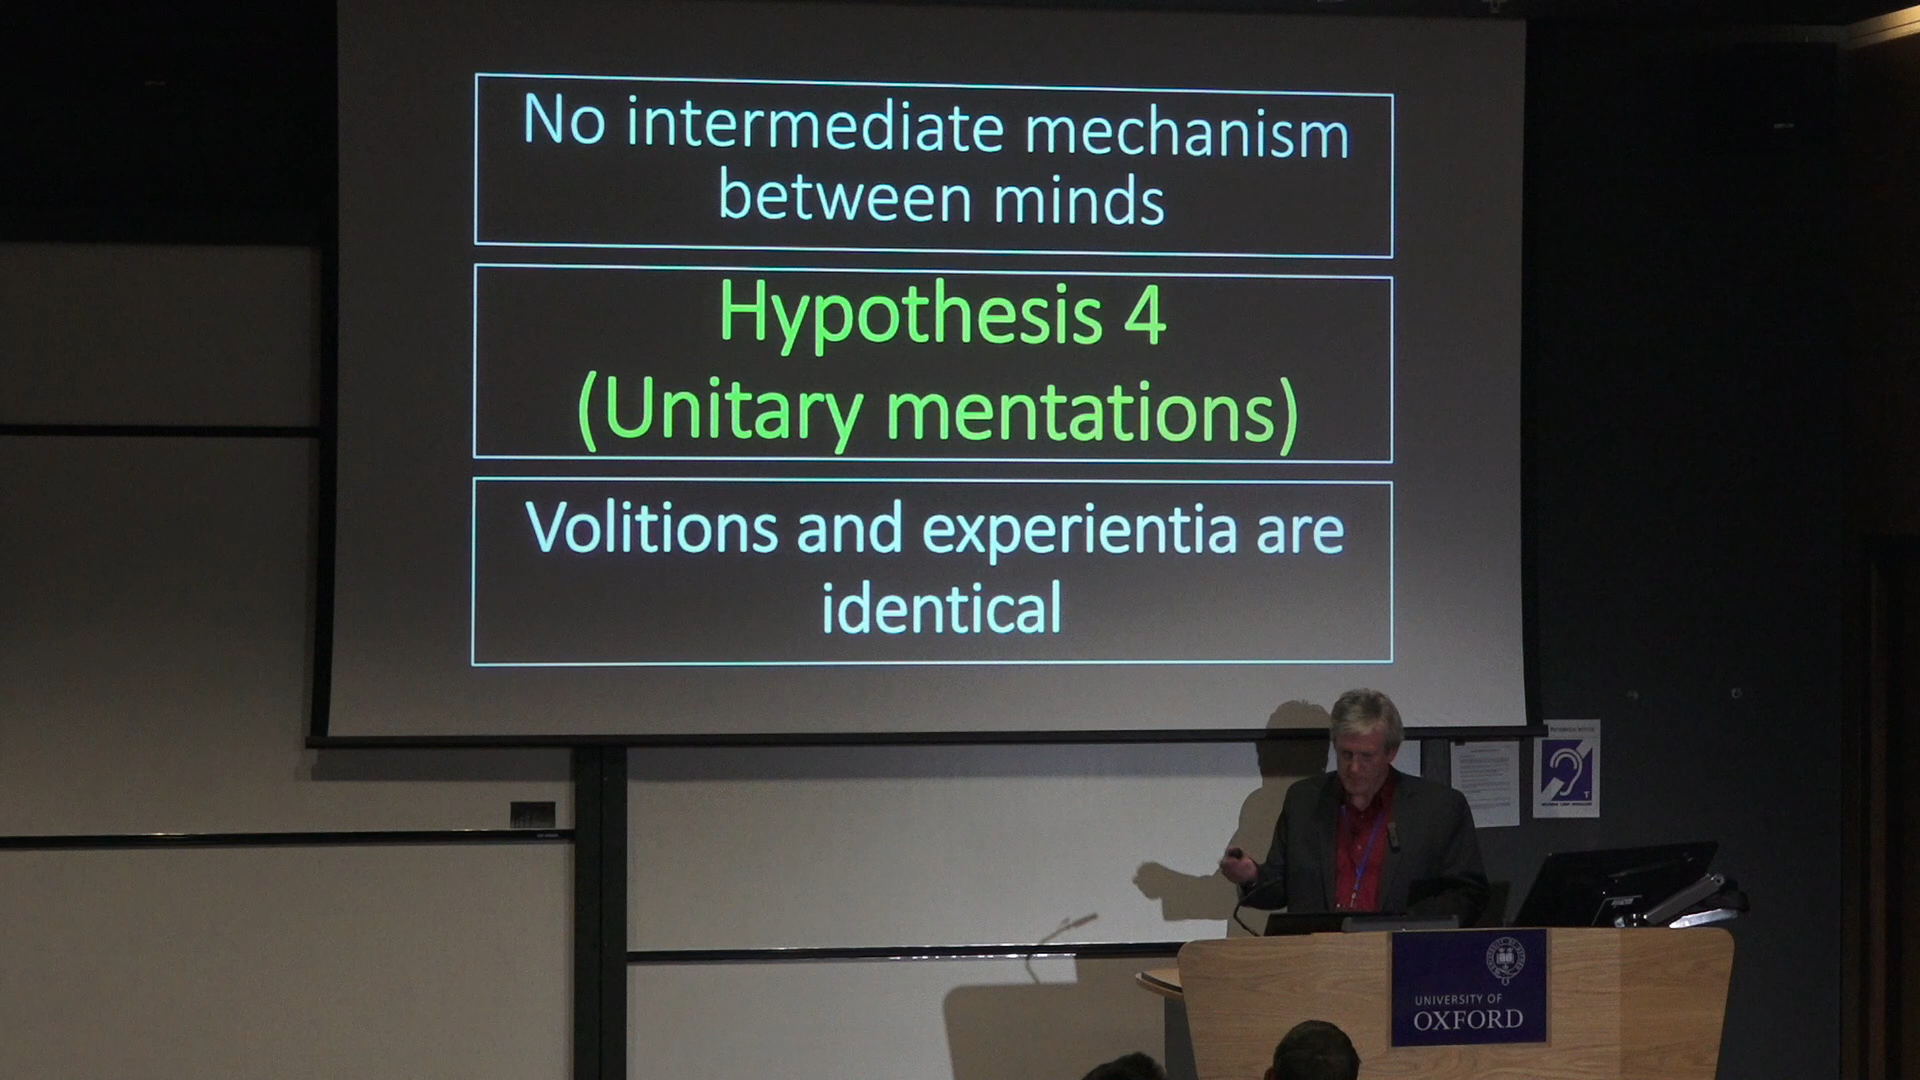 No intermediate mechanism
between minds
Hypothesis 4
(Unitary mentations)
Volitions and experientia are
identical
UNIVERSITY OF
OXFORD